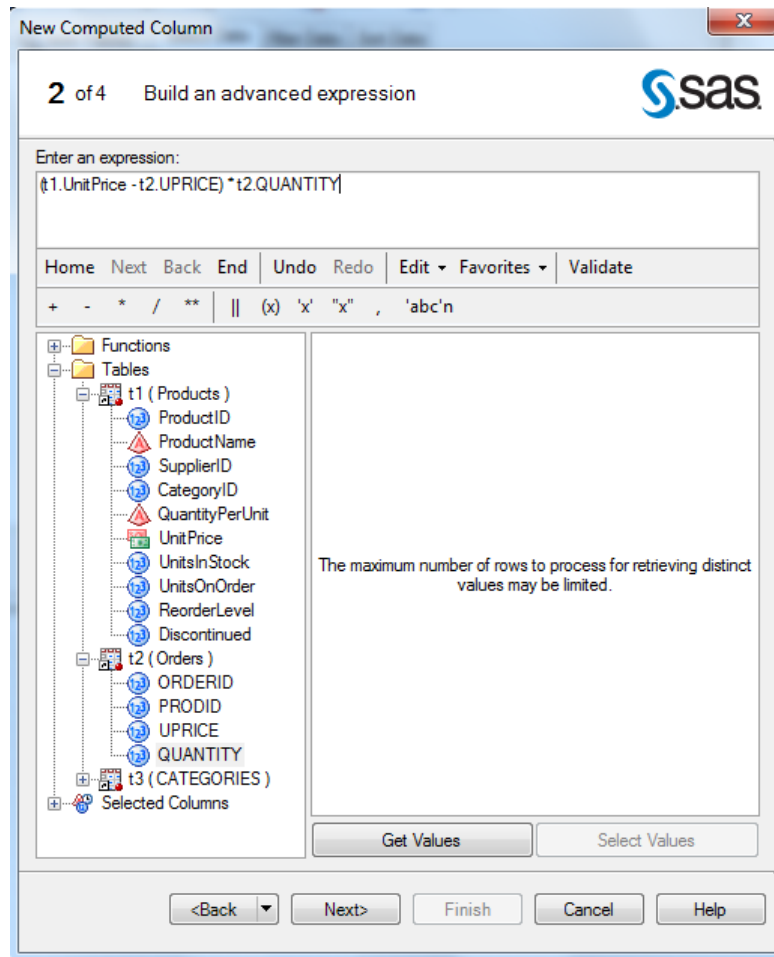 New Computed Column
x
2 of 4 Build an advanced expression
sas
Enter an expression:
(t1.UnitPrice - t2.UPRICE) * t2.QUANTITY
Home Next Back End Undo Redo Edit Favorites Validate
+ - * / ** || (x) 'x' "x" , 'abc'n
Functions
Tables
t1 ( Products )
ProductID
ProductName
SupplierID
CategoryID
QuantityPerUnit
UnitPrice
UnitsInStock
UnitsOnOrder
ReorderLevel
Discontinued
t2 ( Orders )
ORDERID
PRODID
UPRICE
QUANTITY
t3 ( CATEGORIES )
Selected Columns
The maximum number of rows to process for retrieving distinct
values may be limited.
Get Values Select Values
<Back Next> Finish Cancel Help